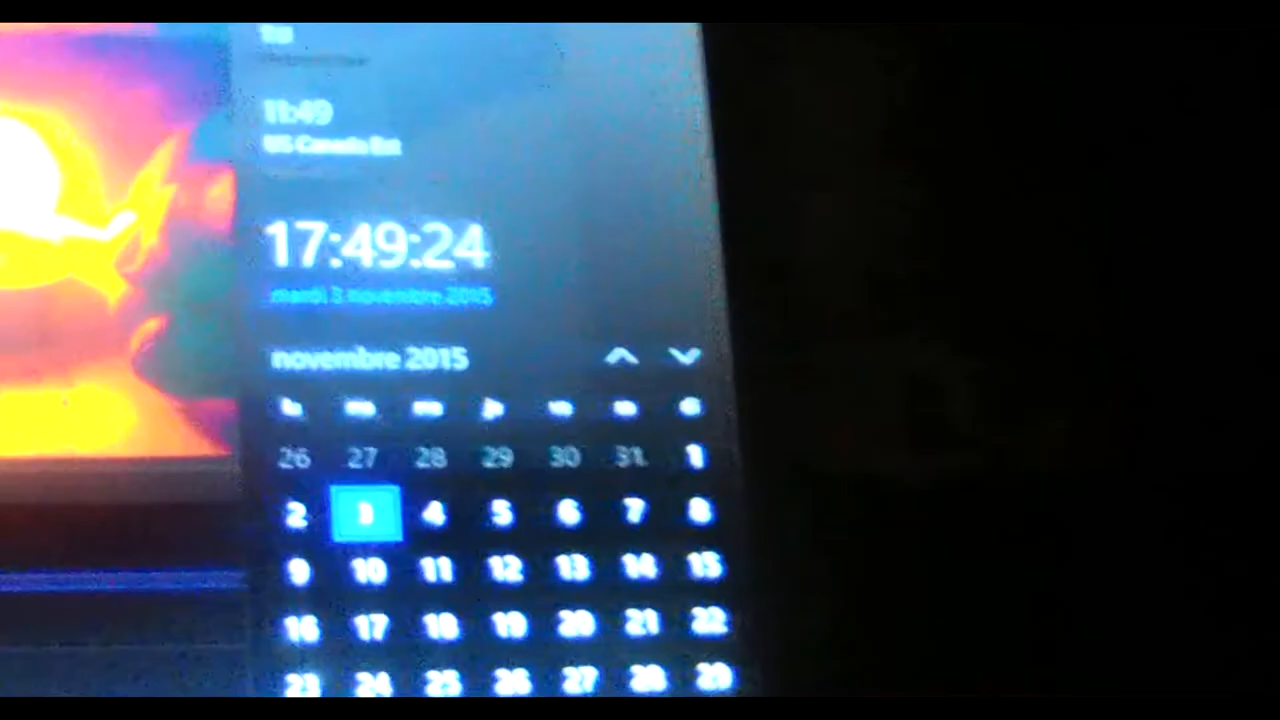 11:49
US Canada Est
17:49:24
mardi 3 novembre 2015
novembre 2015
26 27 28 29 30 31 1
2 3 4 5 6 7 8
9 10 11 12 13 14 15
16 17 18 19 20 21 22
23 24 25 26 27 28 29